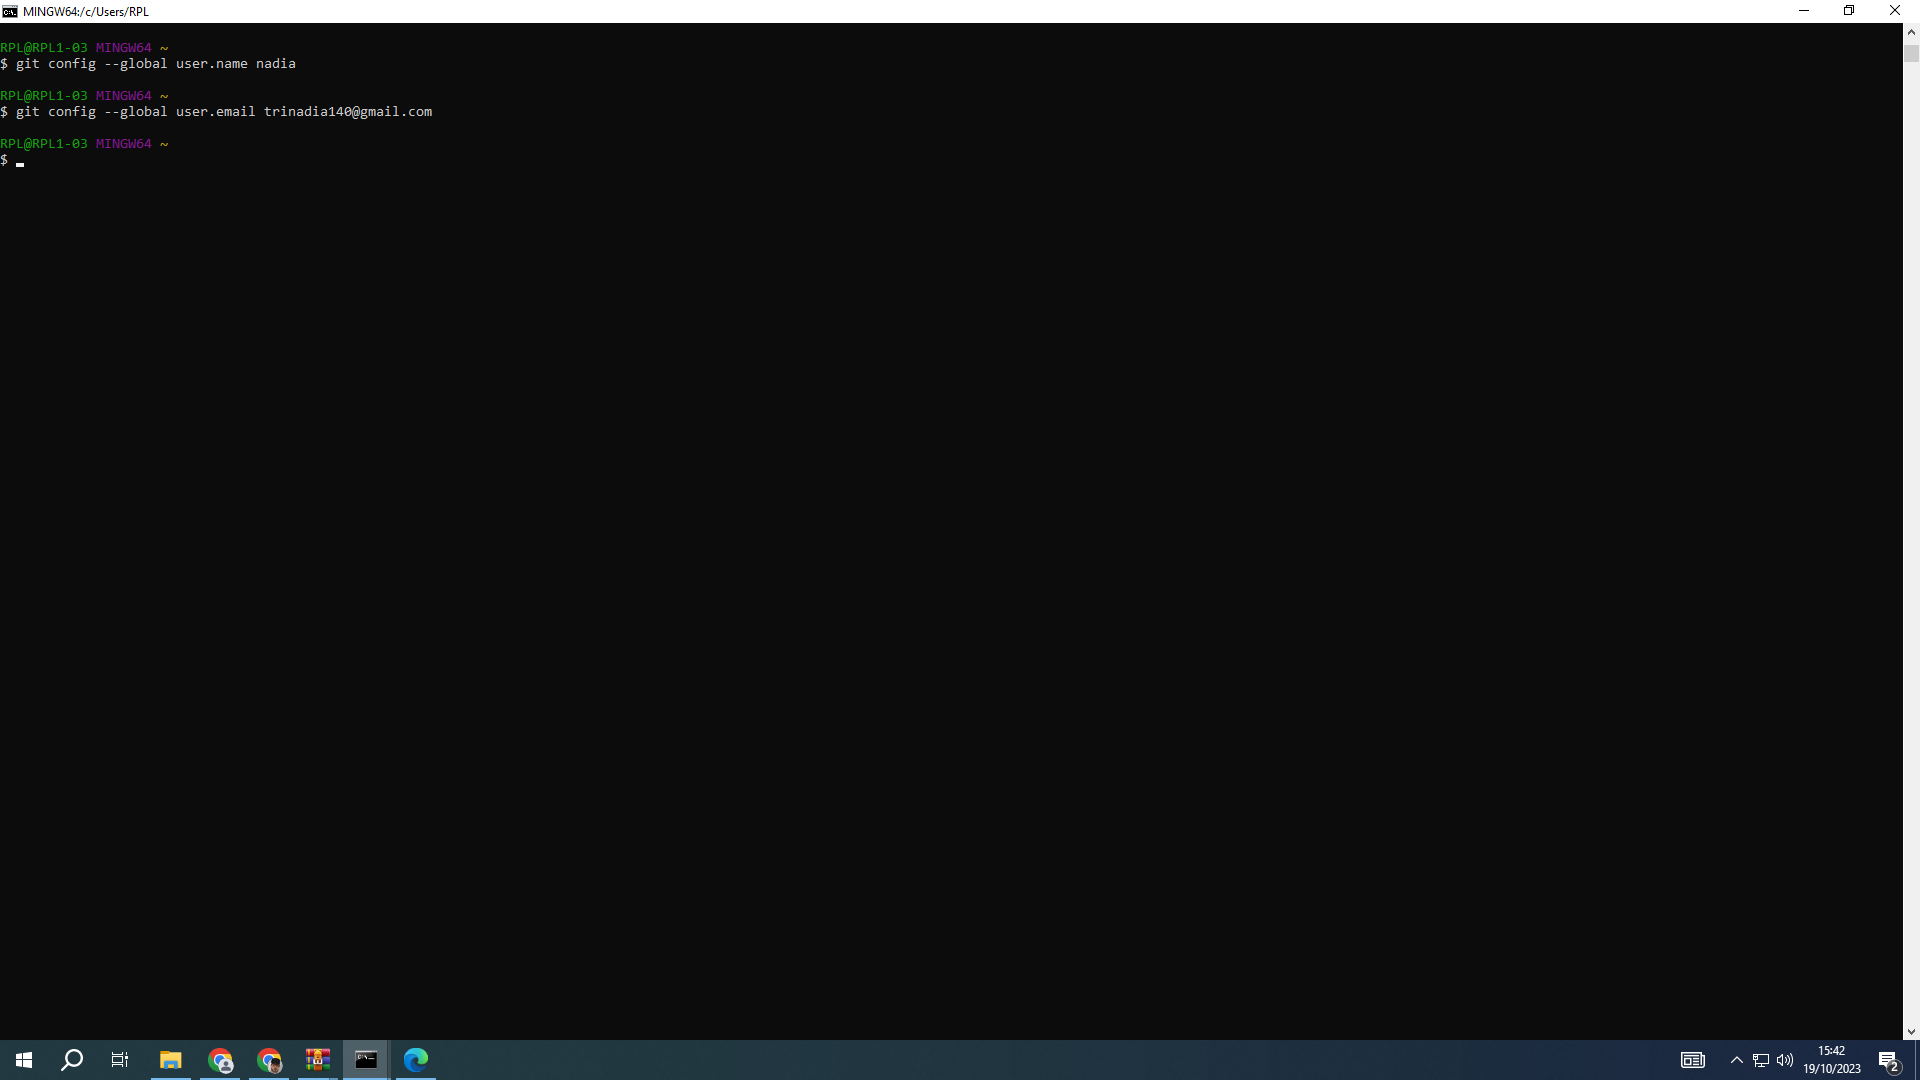 MINGW64:/c/Users/RPL
RPL@RPL1-03 MINGW64 ~
$ git config --global user.name nadia
RPL@RPL1-03 MINGW64 ~
$ git config --global user.email trinadia140@gmail.com
RPL@RPL1-03 MINGW64 ~
$
15:42
19/10/2023
2